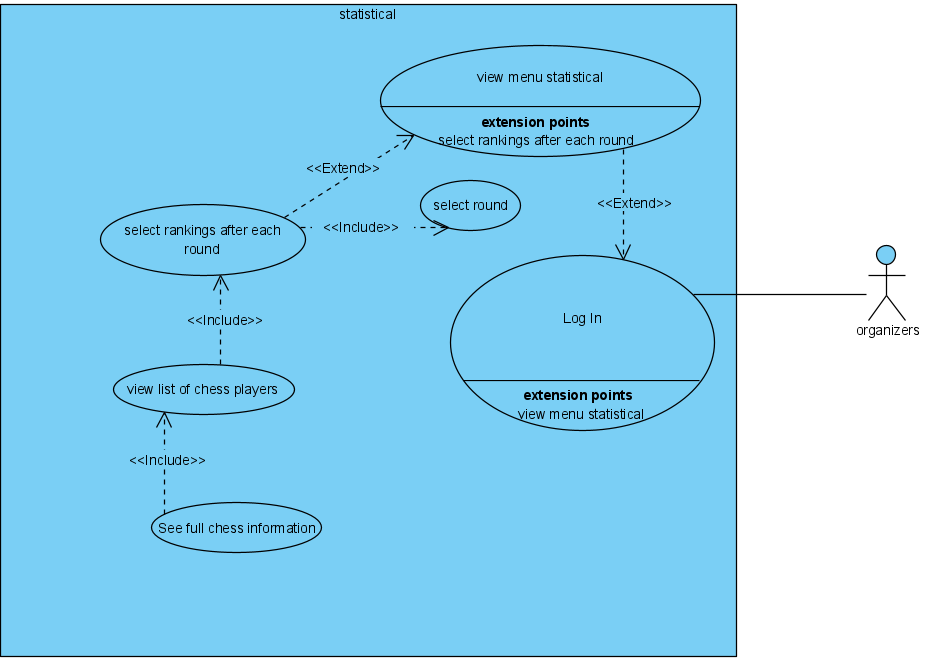 statistical
view menu statistical
extension points
select rankings after each round
<<Extend>>
select round
<<Extend>>
select rankings after each
round
<<Include>>
Log In
<<Include>>
organizers
view list of chess players
extension points
view menu statistical
<<Include>>
See full chess information